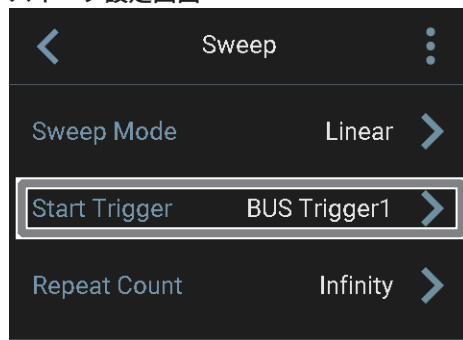 Sweep
Sweep Mode Linear
Start Trigger BUS Trigger1
Repeat Count Infinity